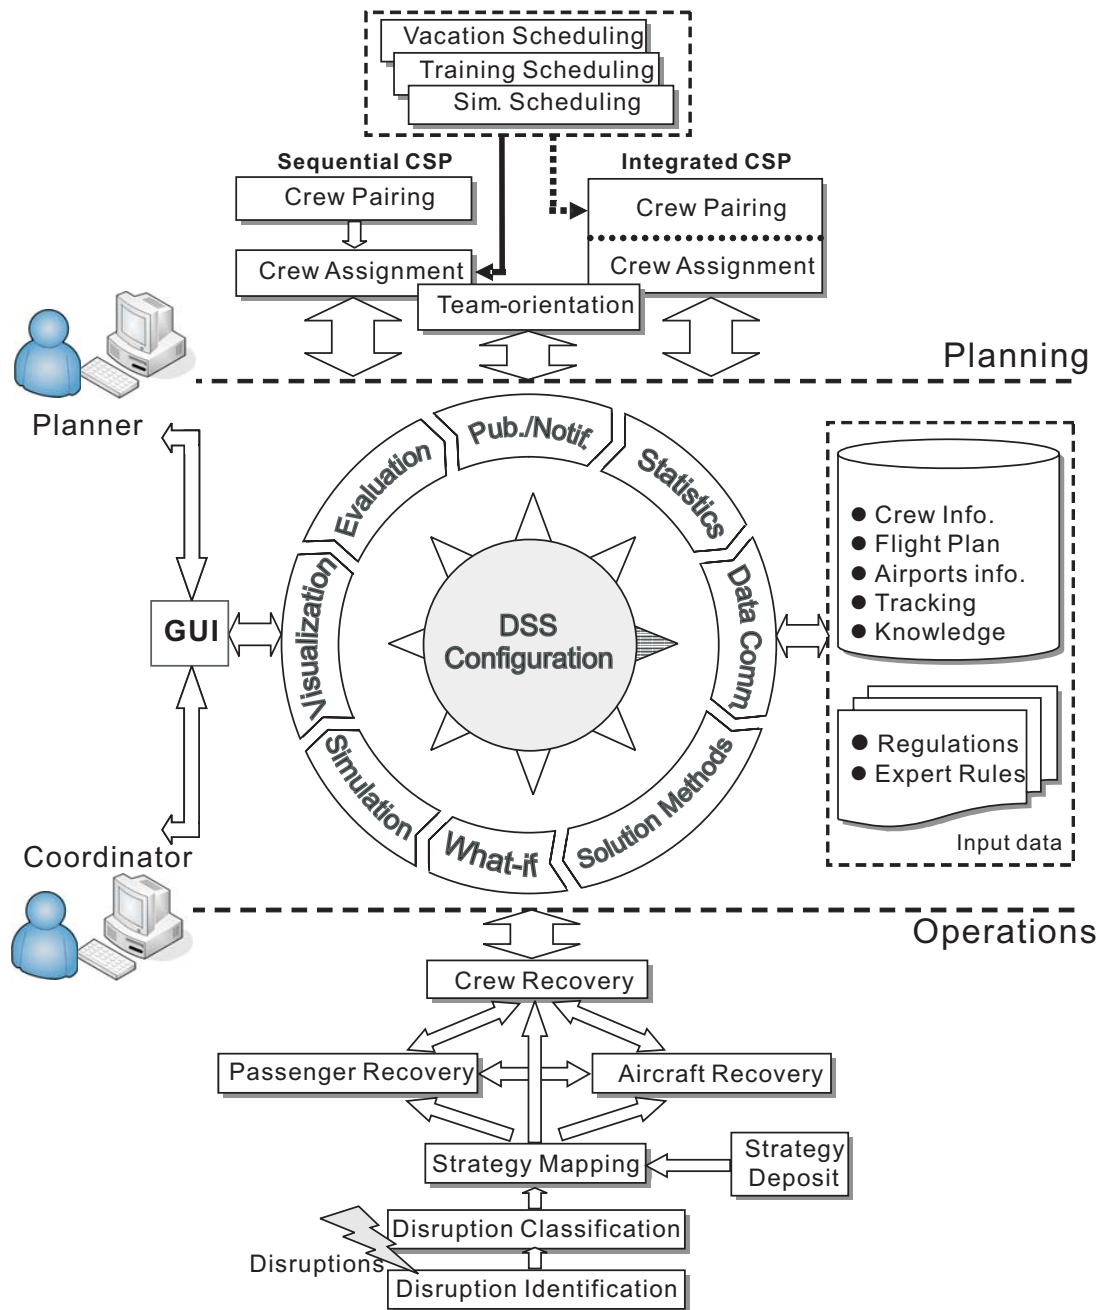 Vacation Scheduling
Training Scheduling
Sim. Scheduling
Sequential CSP
Integrated CSP
Crew Pairing
Crew Pairing
Crew Assignment
Crew Assignment
Team-orientation
Planning
Planner
Pub./Notif.
Evaluation
Statistics
Visualization
Data Comm.
Simulation
What-if
Solution Methods
DSS
Configuration
GUI
Crew Info.
Flight Plan
Airports info.
Tracking
Knowledge
Regulations
Expert Rules
Input data
Coordinator
Operations
Crew Recovery
Passenger Recovery
Aircraft Recovery
Strategy Mapping
Strategy
Deposit
Disruption Classification
Disruptions
Disruption Identification